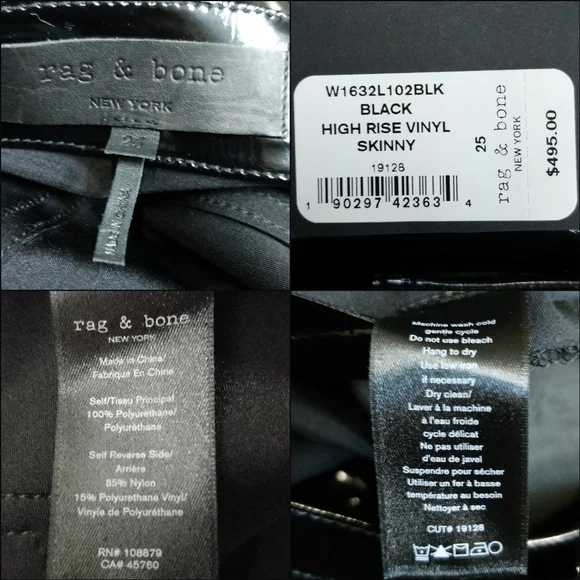 rag & bone
NEW YORK
W1632L102BLK
BLACK
HIGH RISE VINYL
SKINNY
19128
1 90297 42363 4
25
rag & bone
NEW YORK
$495.00
rag & bone
NEW YORK
Made in China/
Fabrique En Chine
Self/Tissu Principal
100% Polyurethane/
Polyuréthane
Self Reverse Side/
Arrière
85% Nylon
15% Polyurethane Vinyl/
Vinyle de Polyuréthane
RN# 108879
CA# 45760
Machine wash cold
gentle cycle
Do not use bleach
Hang to dry
Use low iron
if necessary
Dry clean/
Laver à la machine
à l'eau froide
cycle délicat
Ne pas utiliser
d'eau de javel
Suspendre pour sécher
Utiliser un fer à basse
température au besoin
Nettoyer à sec
CUT# 19128